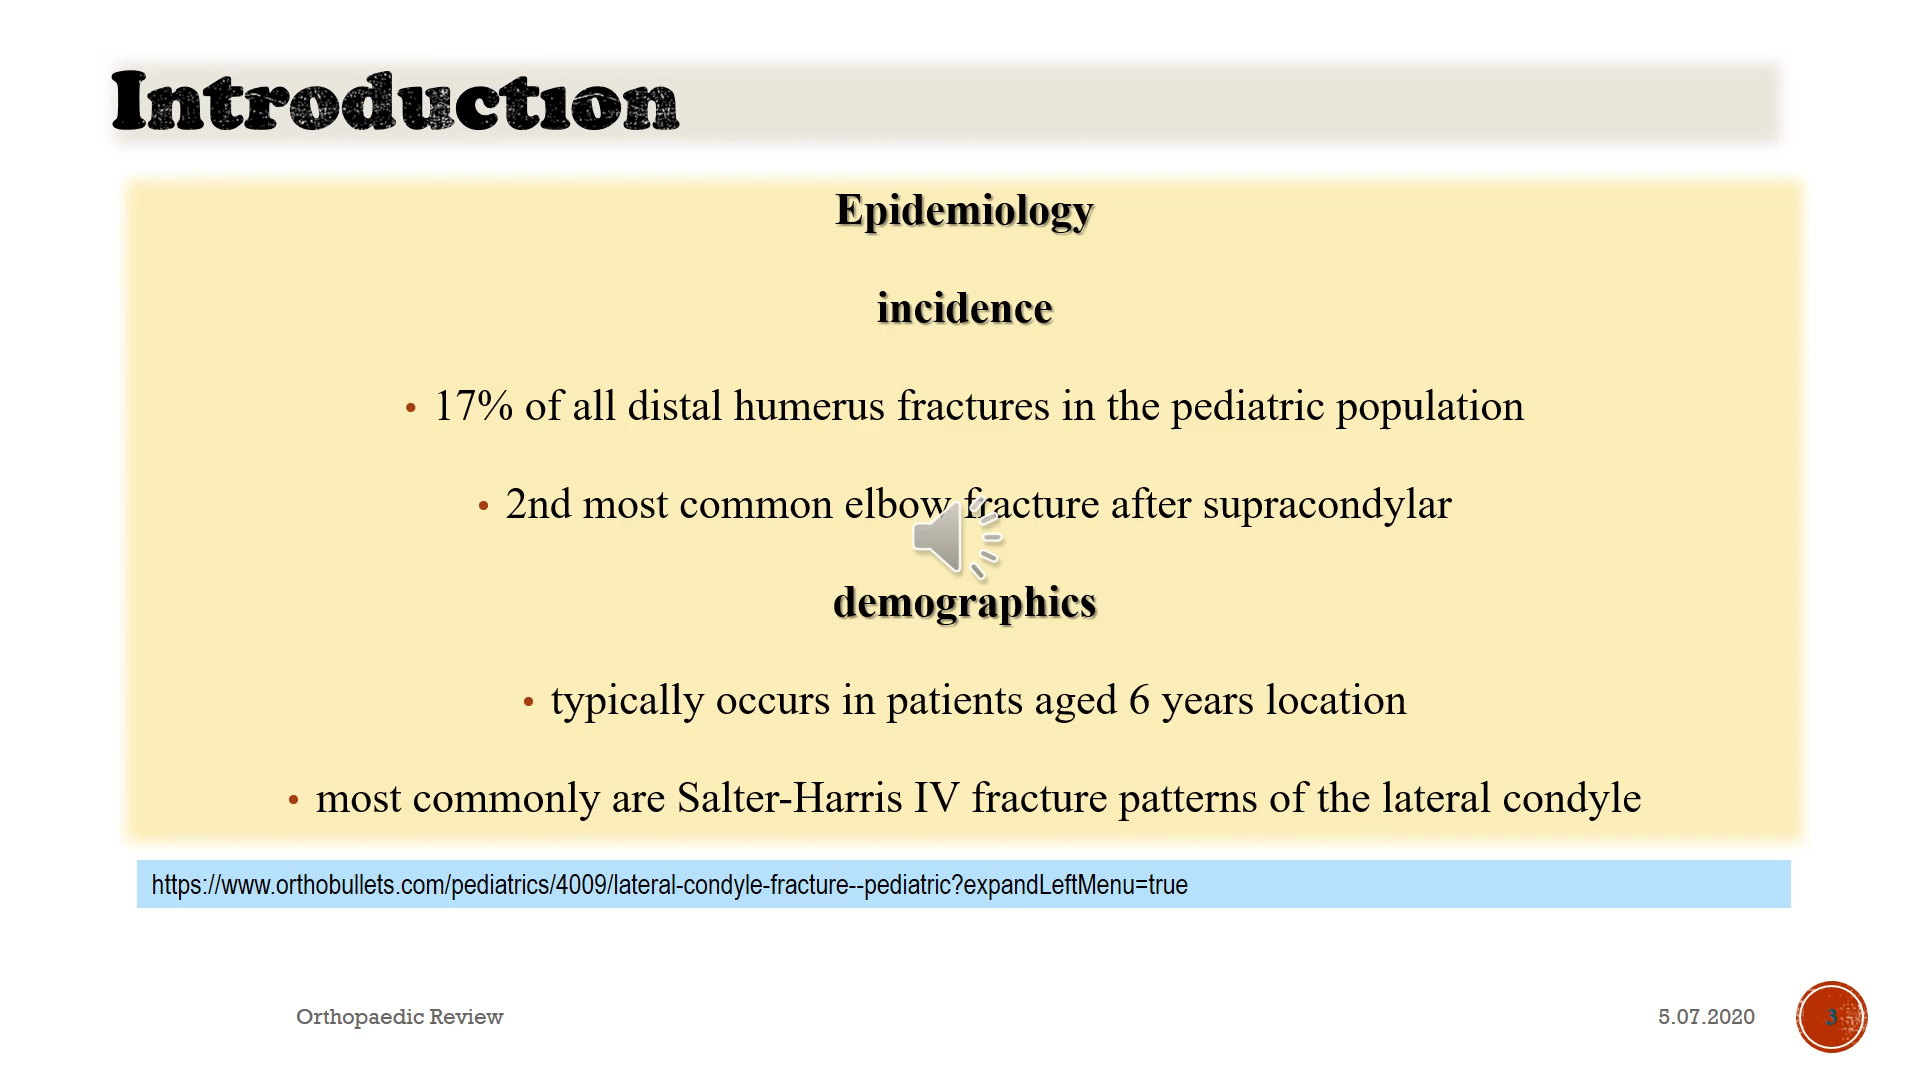 Introduction
Epidemiology
incidence
• 17% of all distal humerus fractures in the pediatric population
• 2nd most common elbow fracture after supracondylar
demographics
• typically occurs in patients aged 6 years location
• most commonly are Salter-Harris IV fracture patterns of the lateral condyle
https://www.orthobullets.com/pediatrics/4009/lateral-condyle-fracture--pediatric?expandLeftMenu=true
Orthopaedic Review
5.07.2020
3